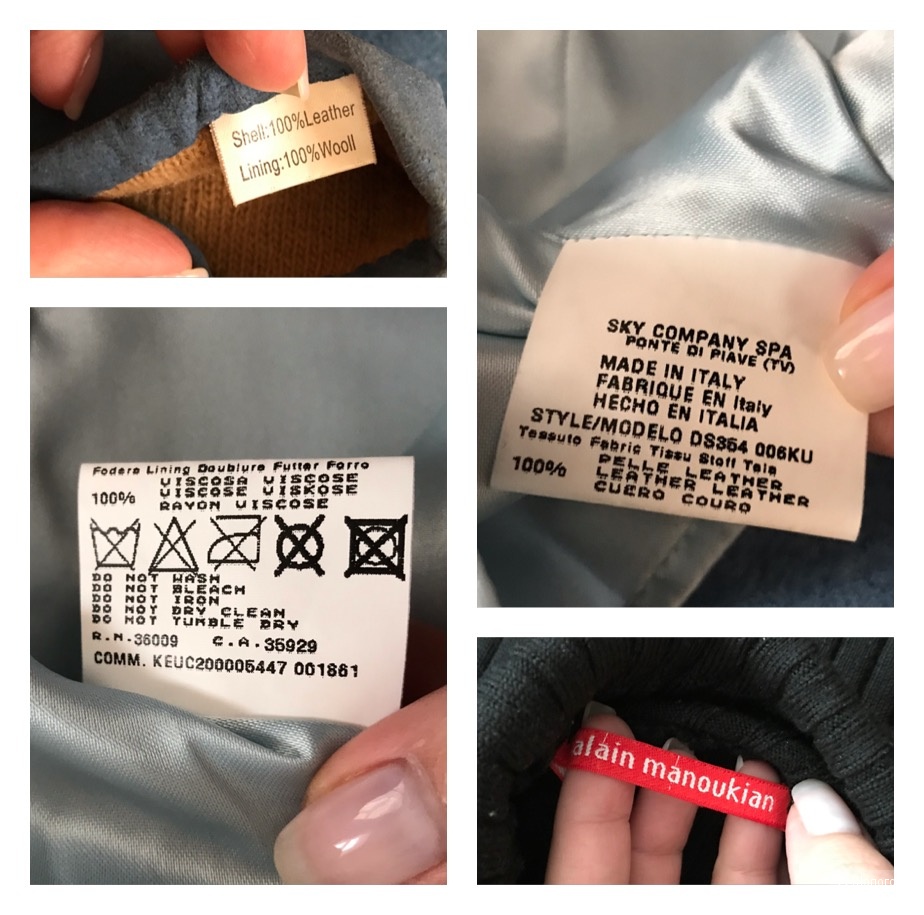 Shell:100%Leather
Lining:100%Wooll
SKY COMPANY SPA
PONTE DI PIAVE (TV)
MADE IN ITALY
FABRIQUE EN Italy
HECHO EN ITALIA
STYLE/MODELO DS354 006KU
Tessuto Fabric Tissu Stoff Tela
100% PELLE LEATHER
LEATHER LEATHER
CUERO COURO
Fodera Lining Doublure Futter Forro
100% VISCOSA VISCOSE
VISCOSE VISKOSE
RAYON VISCOSE
DO NOT WASH
DO NOT BLEACH
DO NOT IRON
DO NOT DRY CLEAN
DO NOT TUMBLE DRY
R.N.36009 C.A.35929
COMM. KEUC200005447 001861
alain manoukian